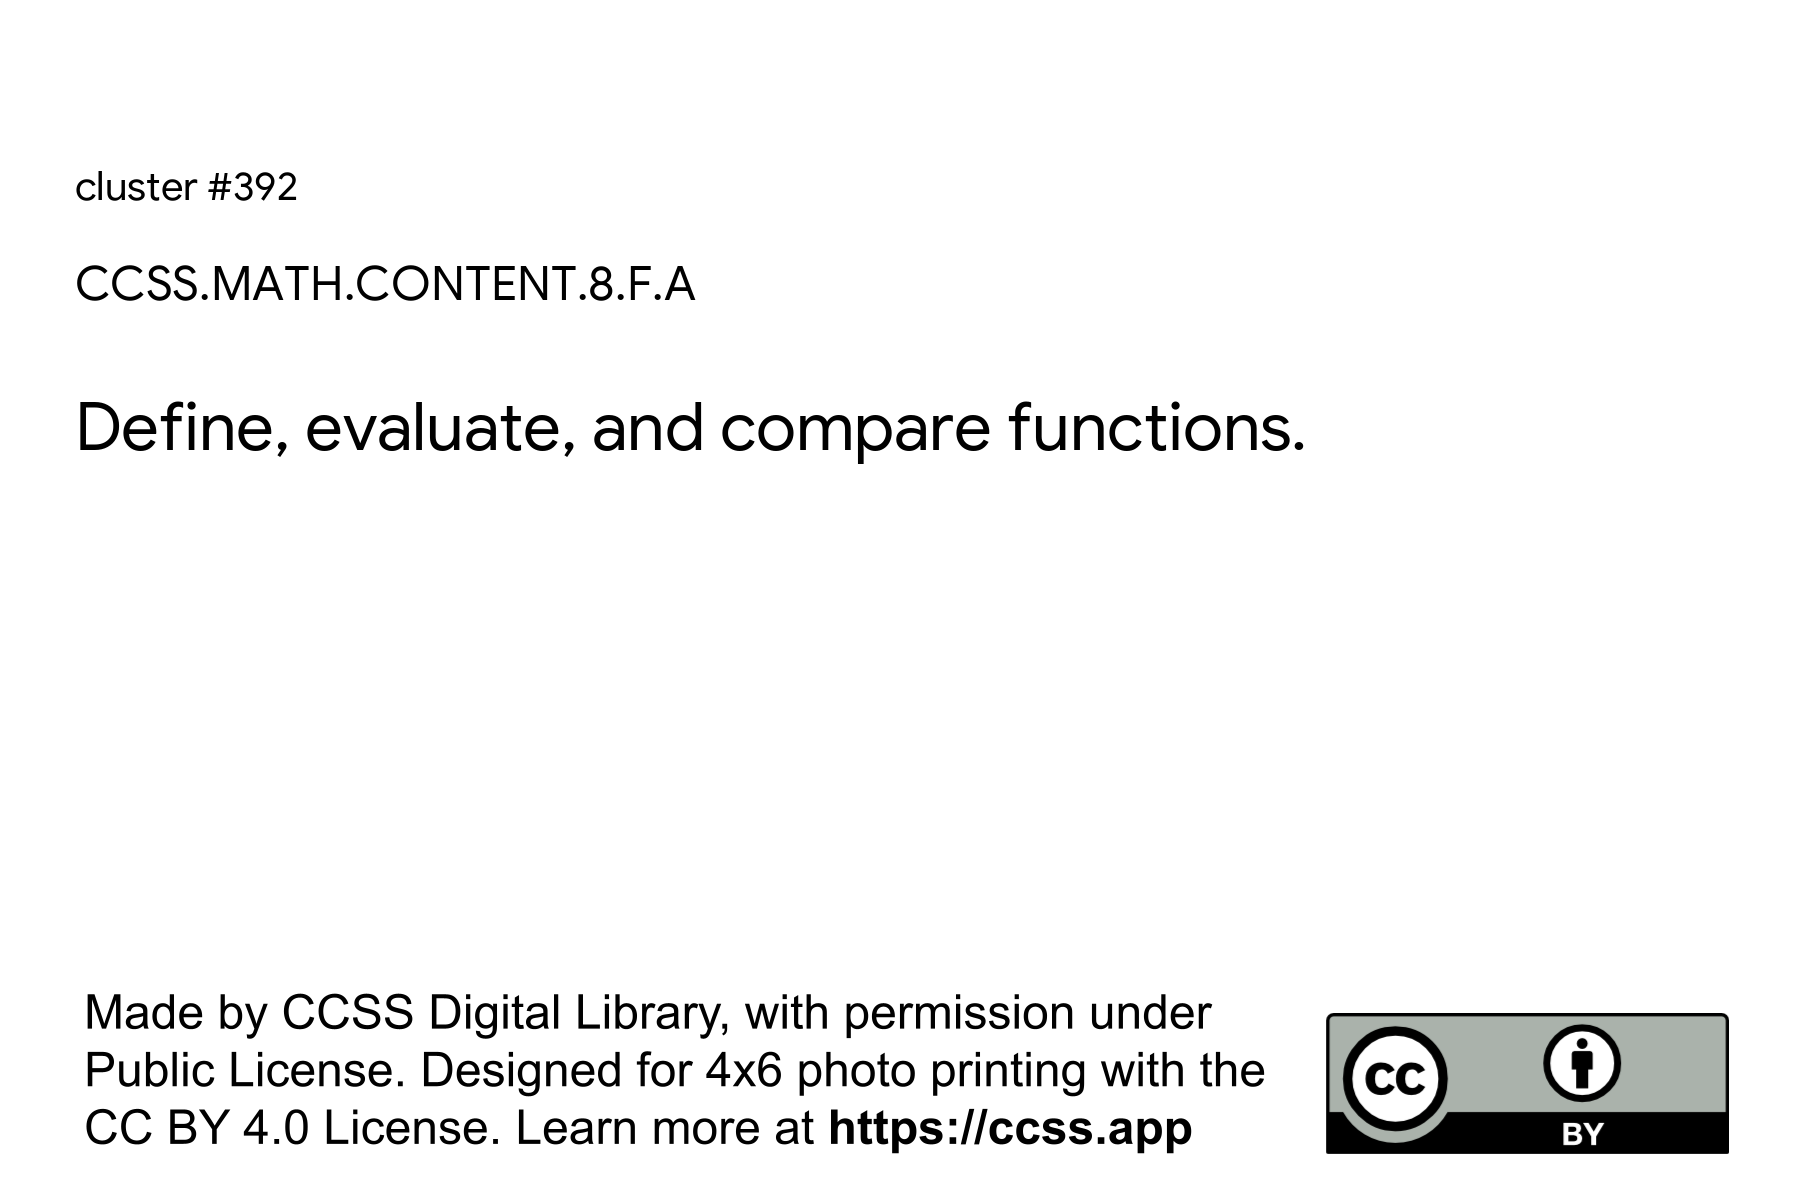 cluster #392
CCSS.MATH.CONTENT.8.F.A
Define, evaluate, and compare functions.
Made by CCSS Digital Library, with permission under
Public License. Designed for 4x6 photo printing with the
CC BY 4.0 License. Learn more at https://ccss.app
CC
BY